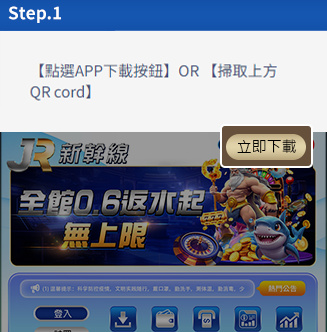 Step.1
【點選APP下載按鈕】OR 【掃取上方
QR cord】
立即下載
JR 新幹線
全館0.6返水起
無上限
熱門公告
登入